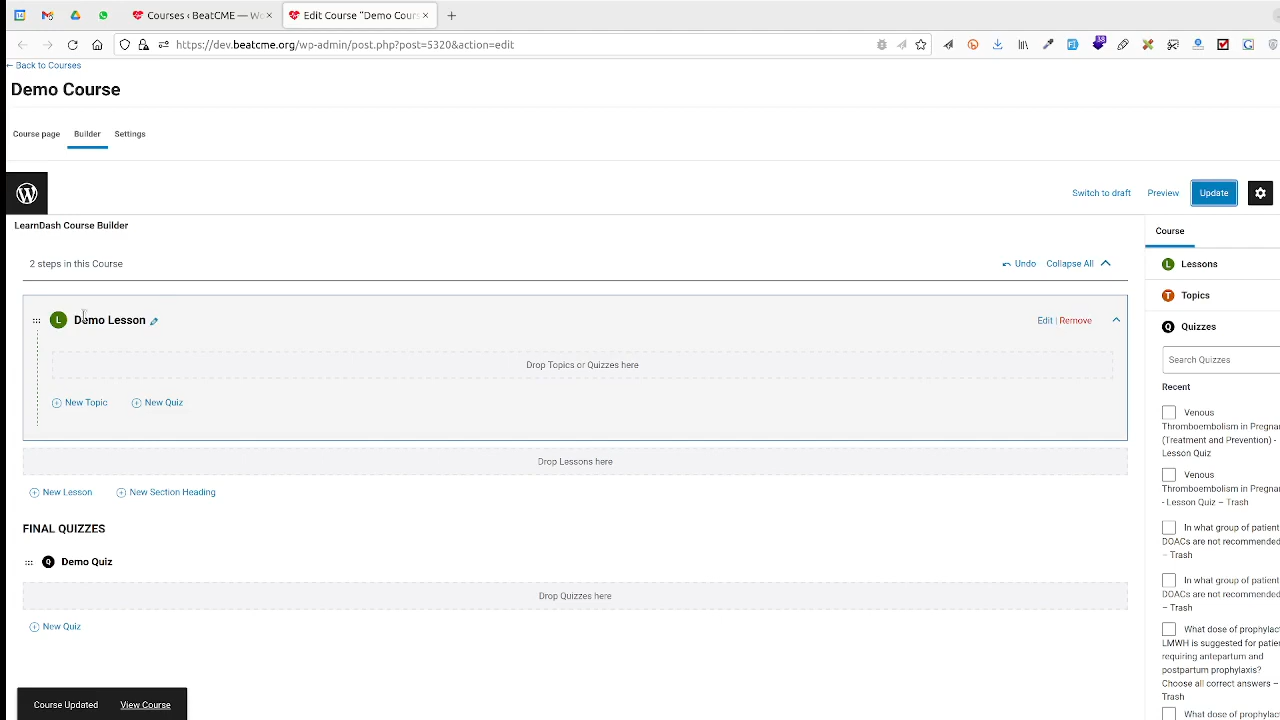 Courses ‹ BeatCME — Wo
Edit Course "Demo Cours
https://dev.beatcme.org/wp-admin/post.php?post=5320&action=edit
← Back to Courses
Demo Course
Course page
Builder
Settings
Switch to draft
Preview
Update
LearnDash Course Builder
Course
2 steps in this Course
Undo
Collapse All
L Lessons
T Topics
Q Quizzes
L Demo Lesson
Edit | Remove
Drop Topics or Quizzes here
New Topic
New Quiz
Drop Lessons here
New Lesson
New Section Heading
FINAL QUIZZES
Q Demo Quiz
Drop Quizzes here
New Quiz
Search Quizzes
Recent
Venous
Thromboembolism in Pregnan
(Treatment and Prevention) -
Lesson Quiz
Venous
Thromboembolism in Pregnan
- Lesson Quiz – Trash
In what group of patient
DOACs are not recommended
– Trash
In what group of patient
DOACs are not recommended
– Trash
What dose of prophylac
LMWH is suggested for patie
requiring antepartum and
postpartum prophylaxis?
Choose all correct answers –
Trash
What dose of prophylact
Course Updated
View Course